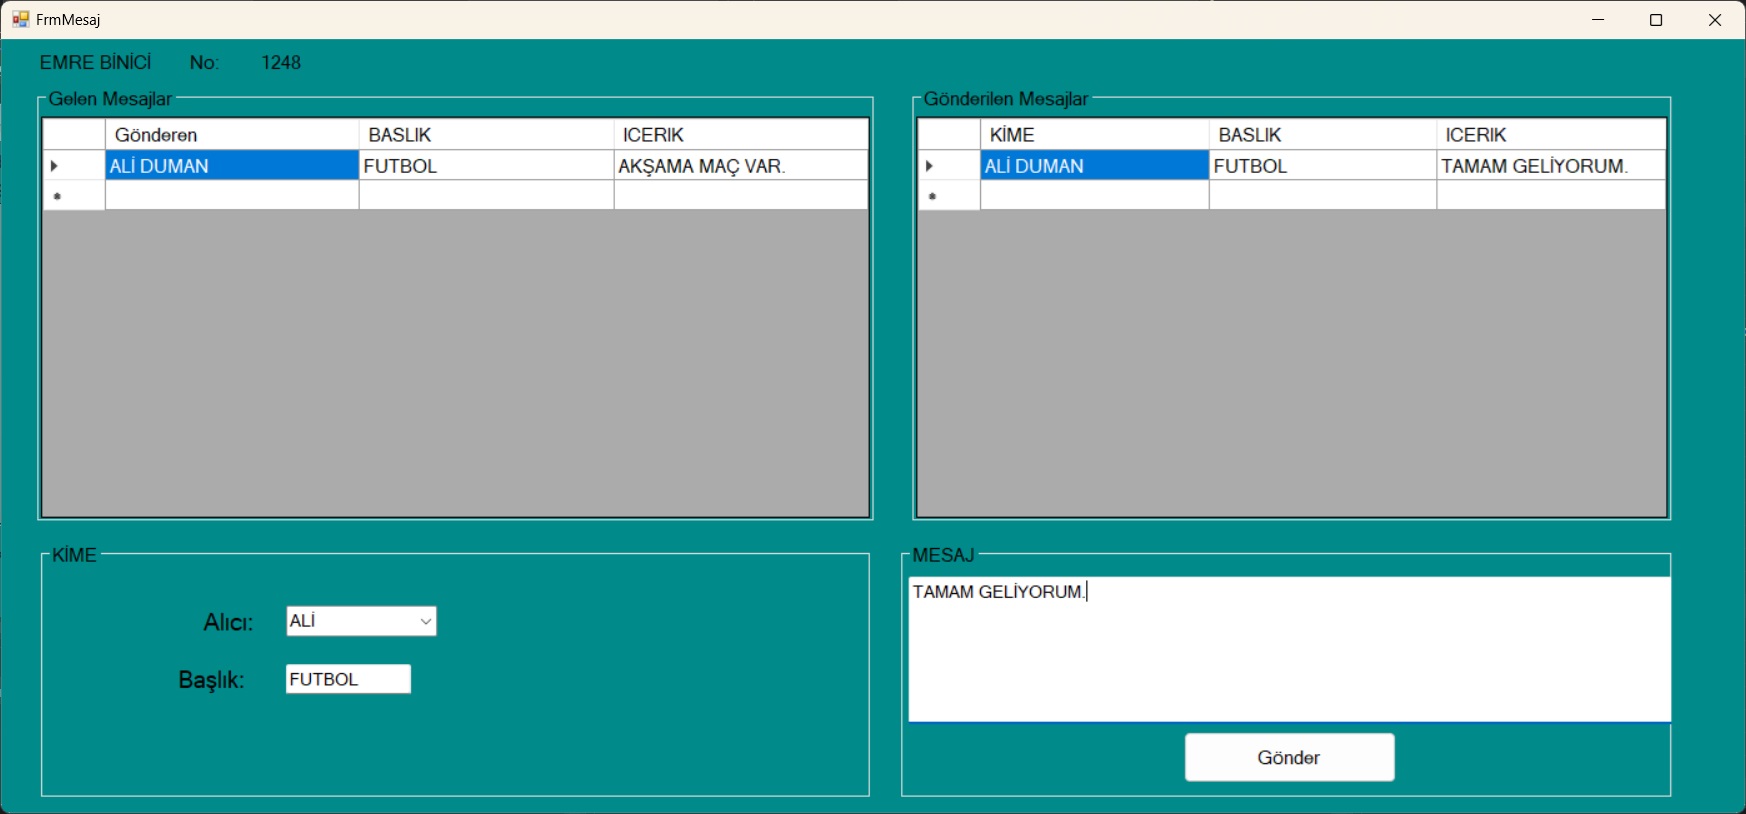 FrmMesaj
EMRE BİNİCİ No: 1248
Gelen Mesajlar
Gönderen BASLIK ICERIK
ALİ DUMAN FUTBOL AKŞAMA MAÇ VAR.
Gönderilen Mesajlar
KİME BASLIK ICERIK
ALİ DUMAN FUTBOL TAMAM GELİYORUM.
KİME
Alıcı: ALİ
Başlık: FUTBOL
MESAJ
TAMAM GELİYORUM.
Gönder